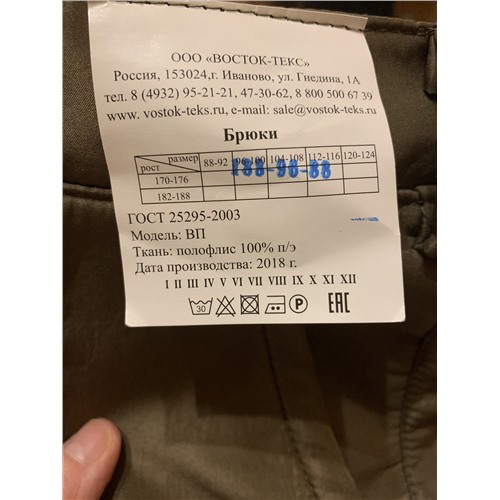 ООО «ВОСТОК-ТЕКС»
Россия, 153024,г. Иваново, ул. Гнедина, 1А
тел. 8 (4932) 95-21-21, 47-30-62, 8 800 500 67 39
www. vostok-teks.ru, e-mail: sale@vostok-teks.ru
Брюки
размер
рост
88-92 96-100 104-108 112-116 120-124
170-176
188-96-88
182-188
ГОСТ 25295-2003
Модель: ВП
Ткань: полофлис 100% п/э
Дата производства: 2018 г.
I II III IV V VI VII VIII IX X XI XII
30 P EAC